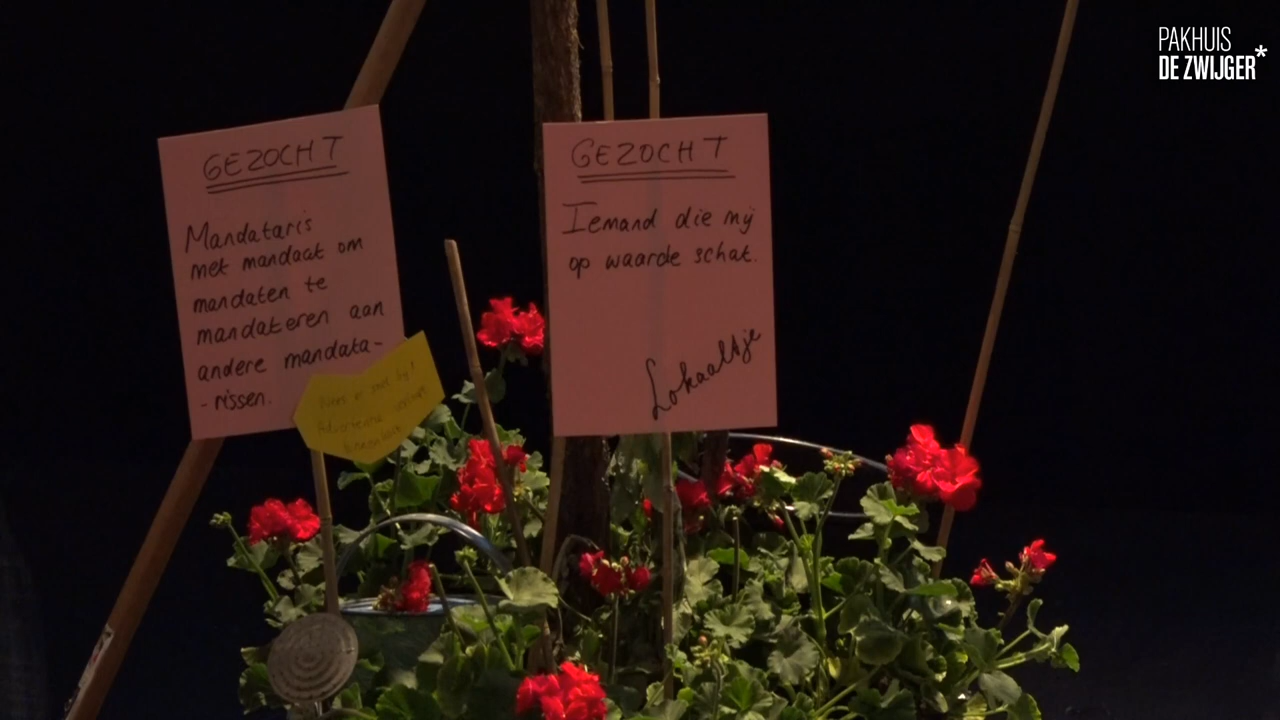 PAKHUIS
DE ZWIJGER*
GEZOCHT
Mandataris
met mandaat om
mandaten te
mandateren aan
andere mandata-
-rissen.
GEZOCHT
Iemand die mij
op waarde schat.
Lokaaltje